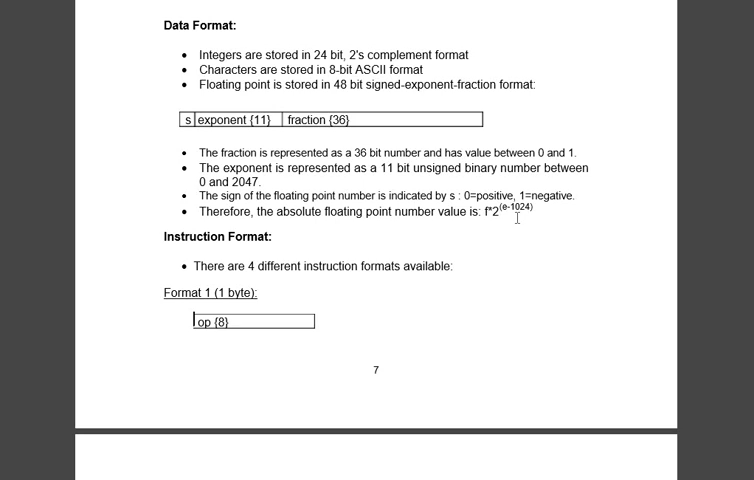 Data Format:
• Integers are stored in 24 bit, 2's complement format
• Characters are stored in 8-bit ASCII format
• Floating point is stored in 48 bit signed-exponent-fraction format:
s exponent {11} fraction {36}
• The fraction is represented as a 36 bit number and has value between 0 and 1.
• The exponent is represented as a 11 bit unsigned binary number between
0 and 2047.
• The sign of the floating point number is indicated by s : 0=positive, 1=negative.
• Therefore, the absolute floating point number value is: f*2(e-1024)
Instruction Format:
• There are 4 different instruction formats available:
Format 1 (1 byte):
op {8}
7